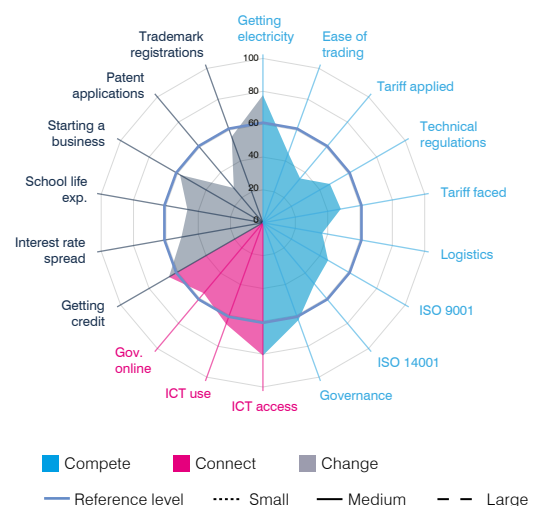 Getting
electricity
Trademark
registrations
Ease of
trading
100
Patent
applications
Tariff applied
80
Starting a
business
60
Technical
regulations
40
School life
exp.
20
Tariff faced
0
Interest rate
spread
Logistics
Getting
credit
ISO 9001
Gov.
online
ISO 14001
ICT use
Governance
ICT access
Compete
Connect
Change
Reference level
Small
Medium
Large